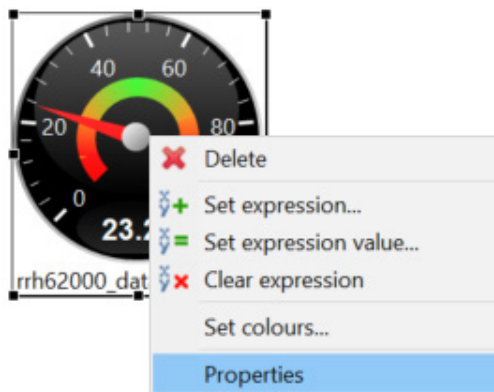 40 60
20 80
0
23.2
rrh62000_dat
Delete
Set expression...
Set expression value...
Clear expression
Set colours...
Properties